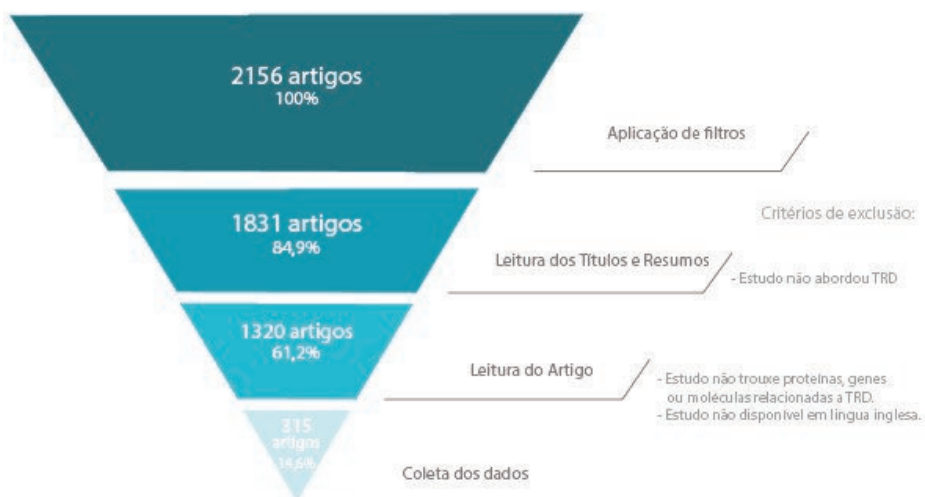 2156 artigos
100%
Aplicação de filtros
1831 artigos
84,9%
Critérios de exclusão:
Leitura dos Títulos e Resumos
- Estudo não abordou TRD
1320 artigos
61,2%
Leitura do Artigo
- Estudo não trouxe proteínas, genes
ou moléculas relacionadas a TRD.
- Estudo não disponível em língua inglesa.
315
artigos
14,6%
Coleta dos dados